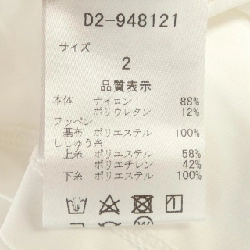 D2-948121
サイズ
2
品質表示
本体 ナイロン 88%
ポリウレタン 12%
ワッペン
基布 ポリエステル 100%
ししゅう糸
上糸 ポリエステル 58%
ポリエチレン 42%
下糸 ポリエステル 100%